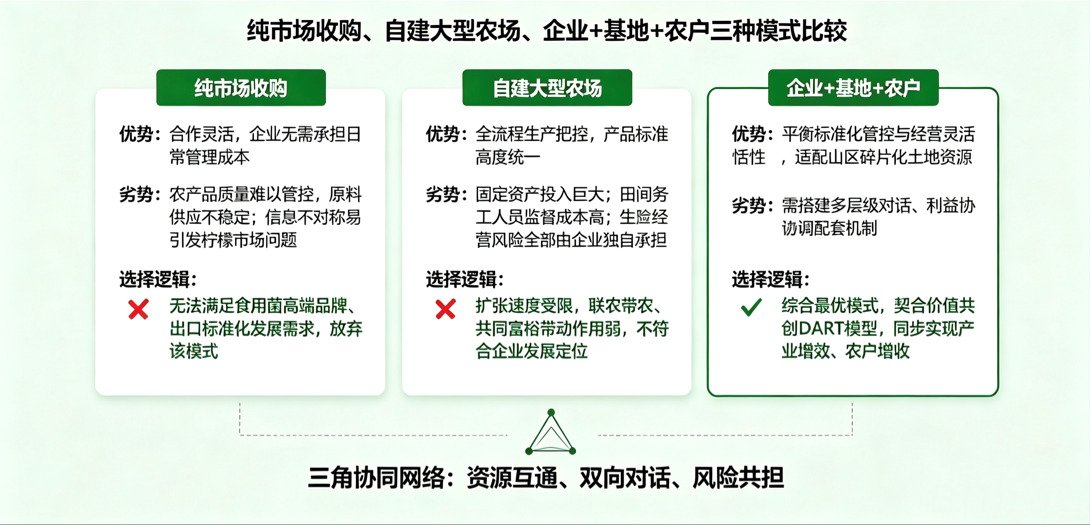 纯市场收购、自建大型农场、企业+基地+农户三种模式比较
纯市场收购
优势：合作灵活，企业无需承担日
常管理成本
劣势：农产品质量难以管控，原料
供应不稳定；信息不对称易
引发柠檬市场问题
选择逻辑：
无法满足食用菌高端品牌、
出口标准化发展需求，放弃
该模式
自建大型农场
优势：全流程生产把控，产品标准
高度统一
劣势：固定资产投入巨大；田间务
工人员监督成本高；生险经
营风险全部由企业独自承担
选择逻辑：
扩张速度受限，联农带农、
共同富裕带动作用弱，不符
合企业发展定位
企业+基地+农户
优势：平衡标准化管控与经营灵活
恬性 ，适配山区碎片化土地资源
劣势：需搭建多层级对话、利益协
协调配套机制
选择逻辑：
综合最优模式，契合价值共
创DART模型，同步实现产
业增效、农户增收
三角协同网络：资源互通、双向对话、风险共担